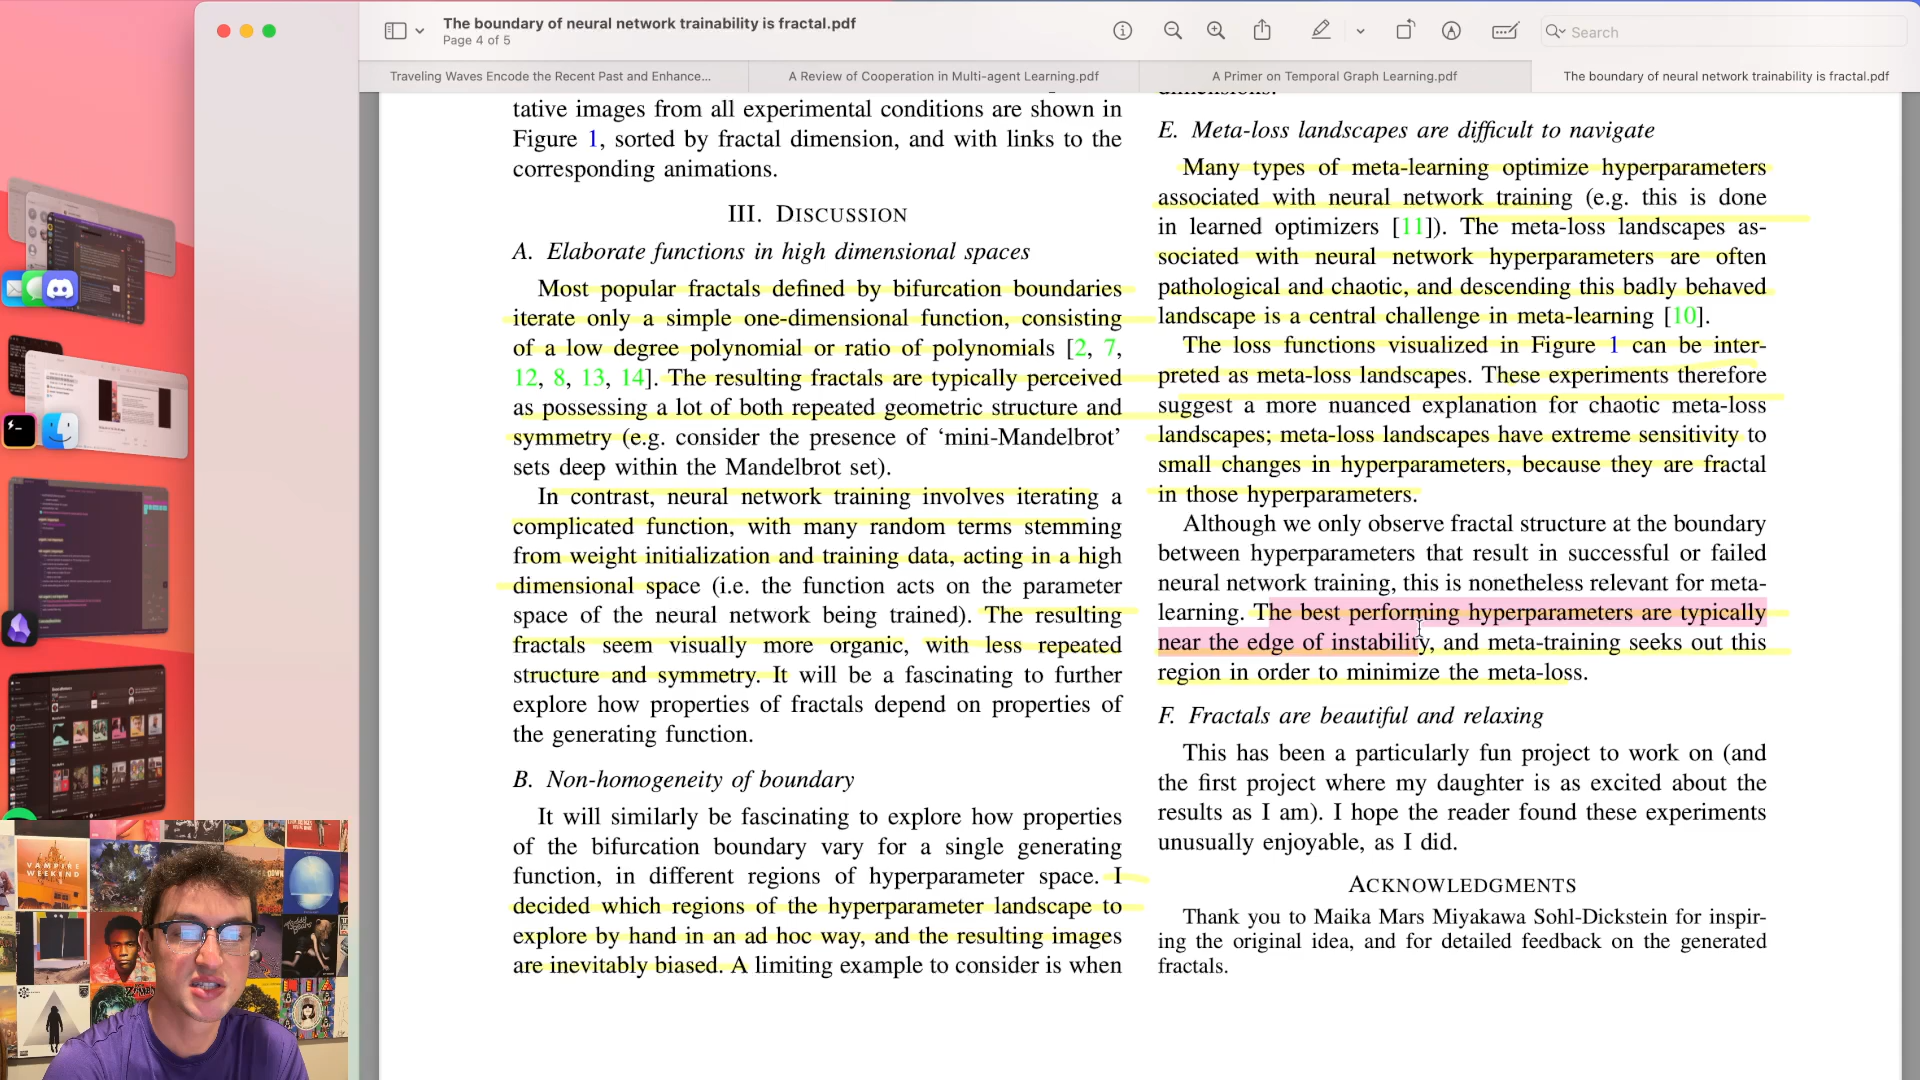 The boundary of neural network trainability is fractal.pdf
Page 4 of 5
Search
Traveling Waves Encode the Recent Past and Enhance...
A Review of Cooperation in Multi-agent Learning.pdf
A Primer on Temporal Graph Learning.pdf
The boundary of neural network trainability is fractal.pdf
tative images from all experimental conditions are shown in
Figure 1, sorted by fractal dimension, and with links to the
corresponding animations.
III. DISCUSSION
A. Elaborate functions in high dimensional spaces
Most popular fractals defined by bifurcation boundaries
iterate only a simple one-dimensional function, consisting
of a low degree polynomial or ratio of polynomials [2, 7,
12, 8, 13, 14]. The resulting fractals are typically perceived
as possessing a lot of both repeated geometric structure and
symmetry (e.g. consider the presence of ‘mini-Mandelbrot’
sets deep within the Mandelbrot set).
In contrast, neural network training involves iterating a
complicated function, with many random terms stemming
from weight initialization and training data, acting in a high
dimensional space (i.e. the function acts on the parameter
space of the neural network being trained). The resulting
fractals seem visually more organic, with less repeated
structure and symmetry. It will be a fascinating to further
explore how properties of fractals depend on properties of
the generating function.
B. Non-homogeneity of boundary
It will similarly be fascinating to explore how properties
of the bifurcation boundary vary for a single generating
function, in different regions of hyperparameter space. I
decided which regions of the hyperparameter landscape to
explore by hand in an ad hoc way, and the resulting images
are inevitably biased. A limiting example to consider is when
dimensions.
E. Meta-loss landscapes are difficult to navigate
Many types of meta-learning optimize hyperparameters
associated with neural network training (e.g. this is done
in learned optimizers [11]). The meta-loss landscapes as-
sociated with neural network hyperparameters are often
pathological and chaotic, and descending this badly behaved
landscape is a central challenge in meta-learning [10].
The loss functions visualized in Figure 1 can be inter-
preted as meta-loss landscapes. These experiments therefore
suggest a more nuanced explanation for chaotic meta-loss
landscapes; meta-loss landscapes have extreme sensitivity to
small changes in hyperparameters, because they are fractal
in those hyperparameters.
Although we only observe fractal structure at the boundary
between hyperparameters that result in successful or failed
neural network training, this is nonetheless relevant for meta-
learning. The best performing hyperparameters are typically
near the edge of instability, and meta-training seeks out this
region in order to minimize the meta-loss.
F. Fractals are beautiful and relaxing
This has been a particularly fun project to work on (and
the first project where my daughter is as excited about the
results as I am). I hope the reader found these experiments
unusually enjoyable, as I did.
ACKNOWLEDGMENTS
Thank you to Maika Mars Miyakawa Sohl-Dickstein for inspir-
ing the original idea, and for detailed feedback on the generated
fractals.
VAMPIRE
WEEKEND